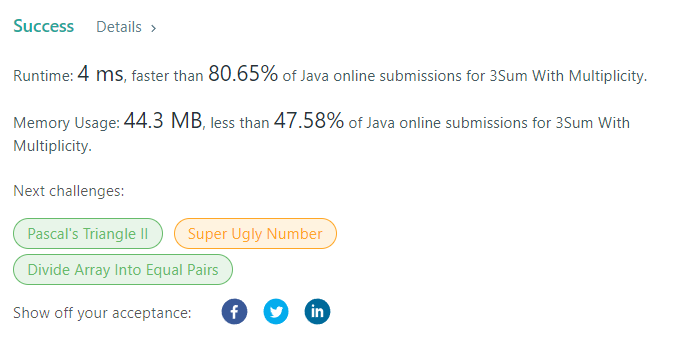 Success Details >
Runtime: 4 ms, faster than 80.65% of Java online submissions for 3Sum With Multiplicity.
Memory Usage: 44.3 MB, less than 47.58% of Java online submissions for 3Sum With
Multiplicity.
Next challenges:
Pascal's Triangle II Super Ugly Number
Divide Array Into Equal Pairs
Show off your acceptance: f in